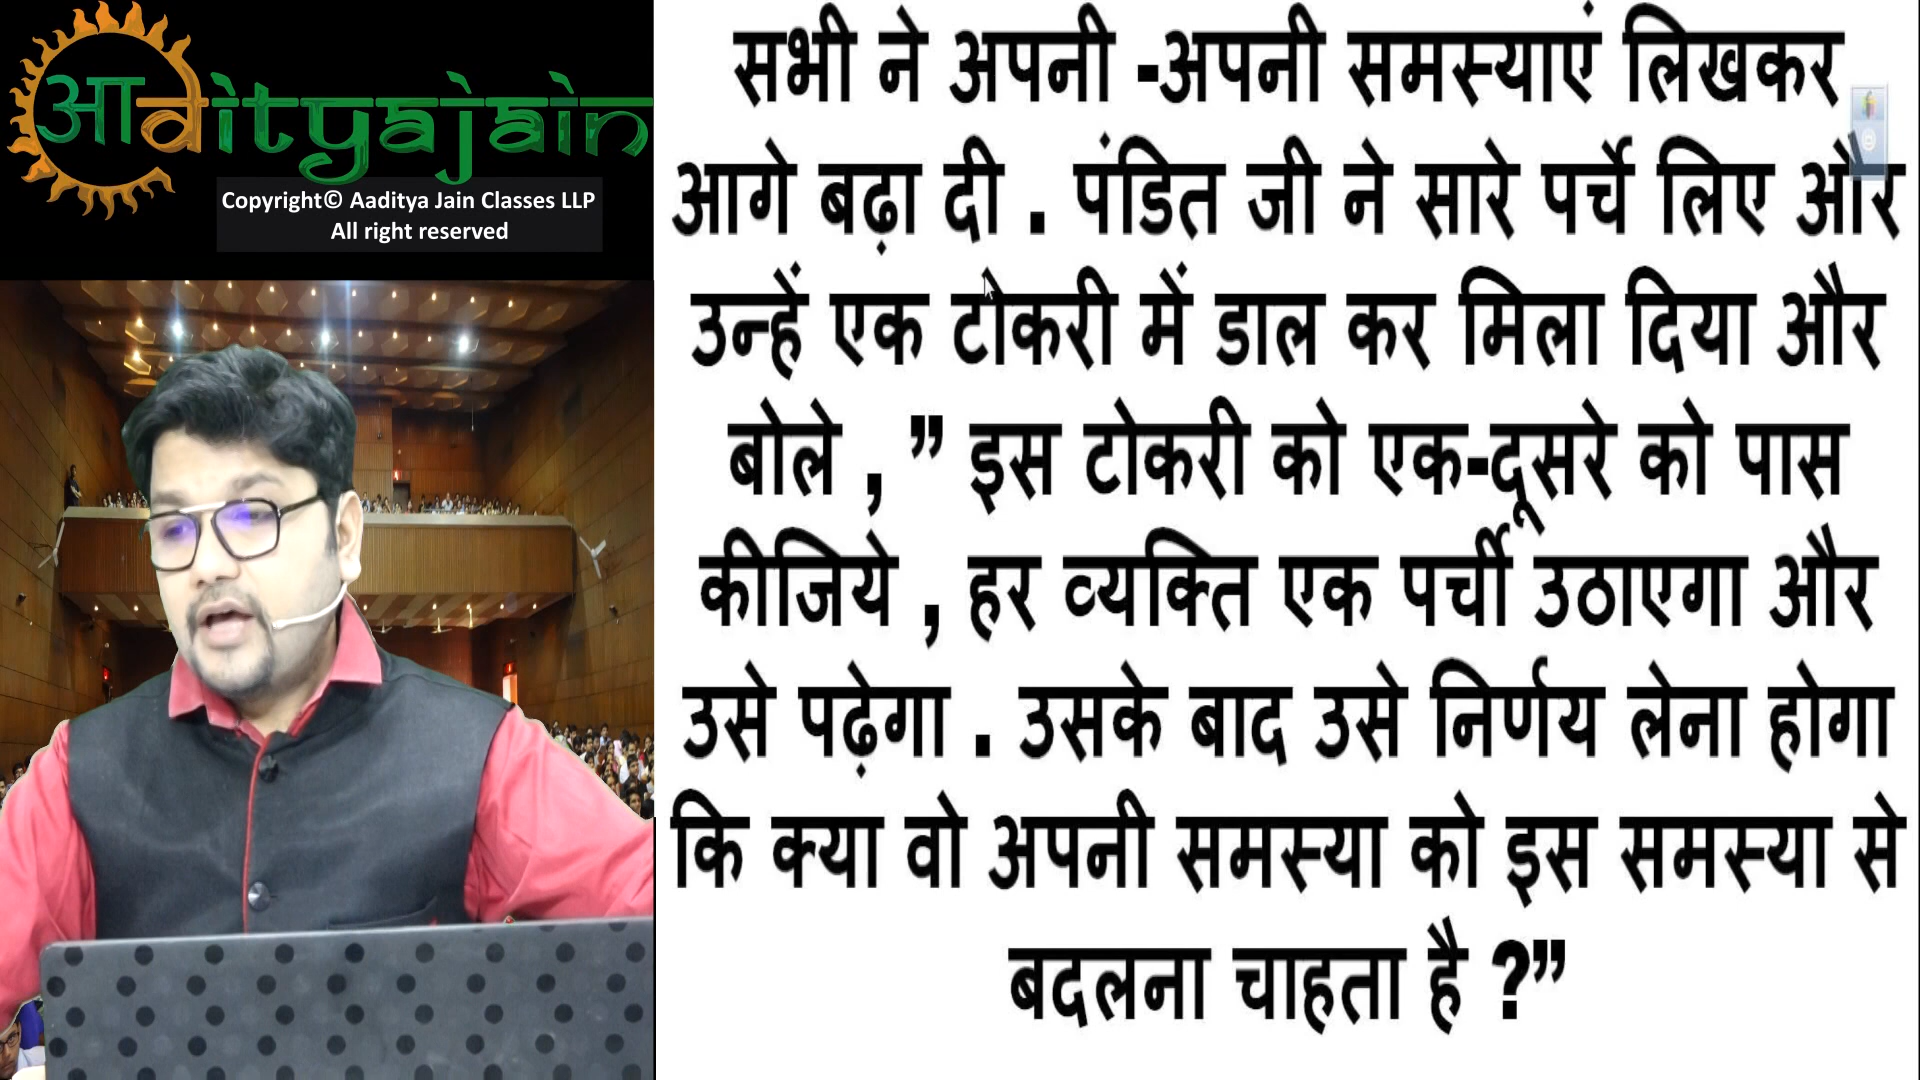 आdityajain
Copyright© Aaditya Jain Classes LLP
All right reserved
सभी ने अपनी -अपनी समस्याएं लिखकर
आगे बढ़ा दी . पंडित जी ने सारे पर्चे लिए और
उन्हें एक टोकरी में डाल कर मिला दिया और
बोले , ” इस टोकरी को एक-दूसरे को पास
कीजिये , हर व्यक्ति एक पर्ची उठाएगा और
उसे पढ़ेगा . उसके बाद उसे निर्णय लेना होगा
कि क्या वो अपनी समस्या को इस समस्या से
बदलना चाहता है ?”